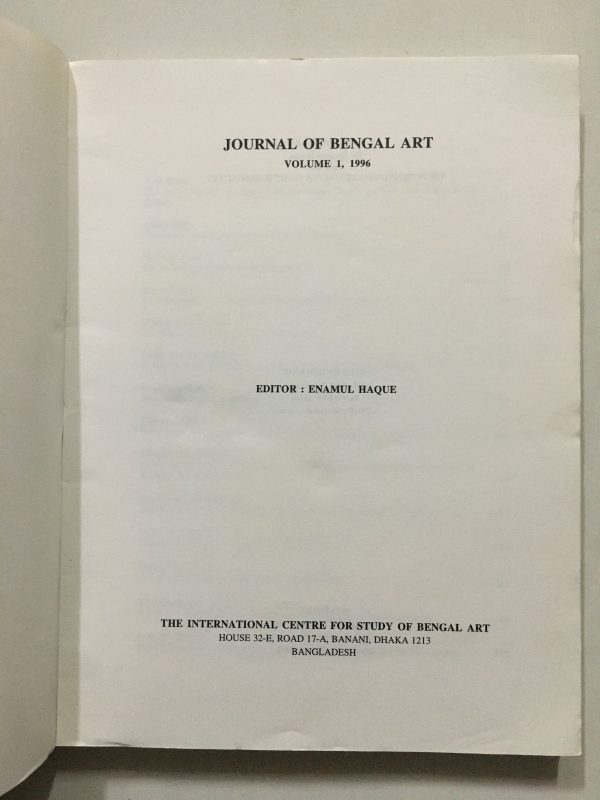 JOURNAL OF BENGAL ART
VOLUME 1, 1996
EDITOR : ENAMUL HAQUE
THE INTERNATIONAL CENTRE FOR STUDY OF BENGAL ART
HOUSE 32-E, ROAD 17-A, BANANI, DHAKA 1213
BANGLADESH